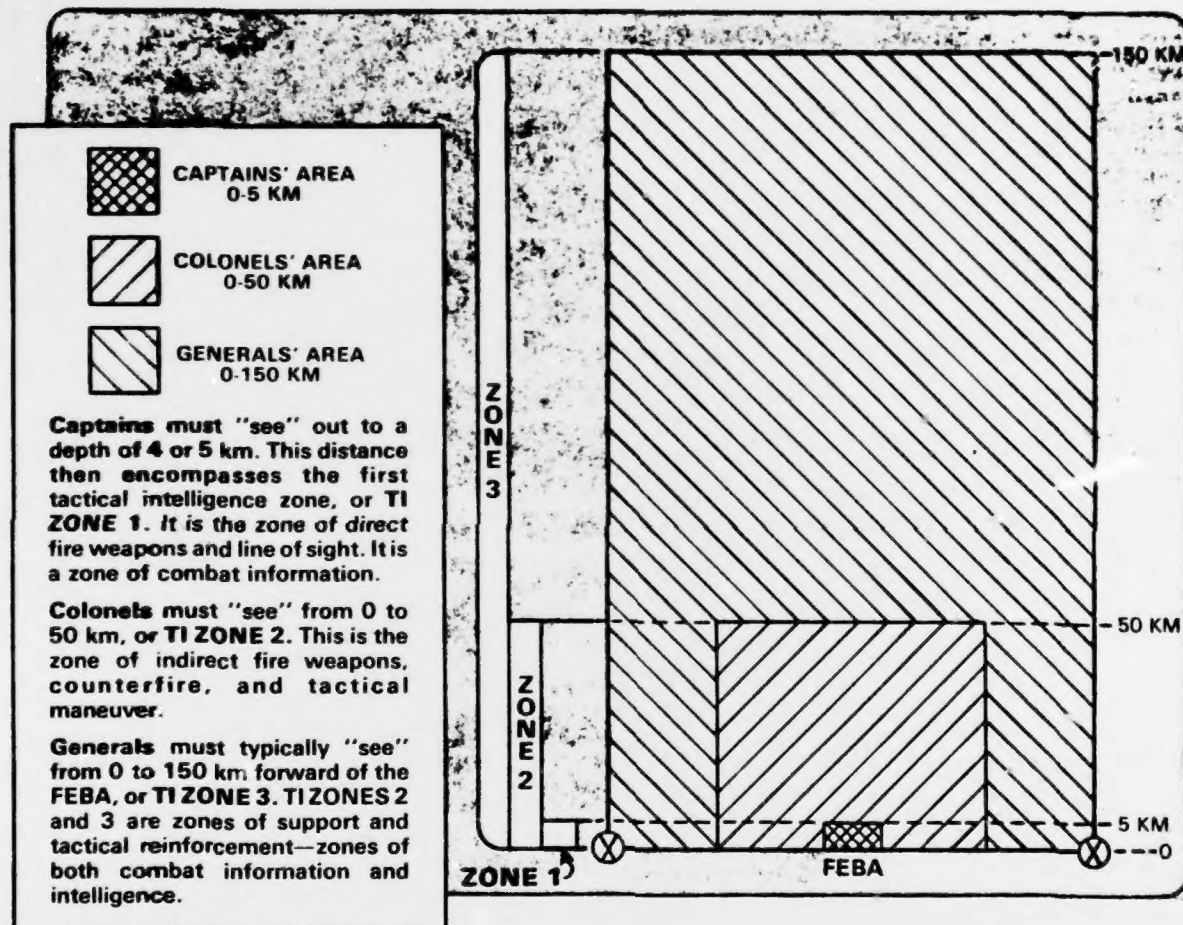 CAPTAINS' AREA
0-5 KM
COLONELS' AREA
0-50 KM
GENERALS' AREA
0-150 KM
Captains must "see" out to a
depth of 4 or 5 km. This distance
then encompasses the first
tactical intelligence zone, or TI
ZONE 1. It is the zone of direct
fire weapons and line of sight. It is
a zone of combat information.
Colonels must "see" from 0 to
50 km, or TI ZONE 2. This is the
zone of indirect fire weapons,
counterfire, and tactical
maneuver.
Generals must typically "see"
from 0 to 150 km forward of the
FEBA, or TI ZONE 3. TI ZONES 2
and 3 are zones of support and
tactical reinforcement—zones of
both combat information and
intelligence.
ZONE 3
ZONE 2
ZONE 1
150 KM
50 KM
5 KM
0
FEBA